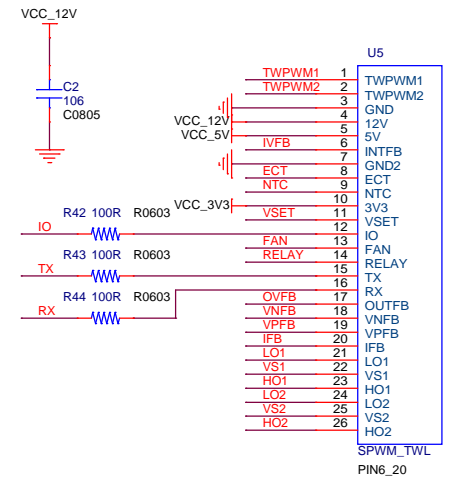 VCC_12V
C2
106
C0805
U5
TWPWM1 1 TWPWM1
TWPWM2 2 TWPWM2
3 GND
VCC_12V 4 12V
VCC_5V 5 5V
IVFB 6 INTFB
7 GND2
ECT 8 ECT
NTC 9 NTC
VCC_3V3 10 3V3
VSET 11 VSET
R42 100R R0603
IO 12 IO
FAN 13 FAN
RELAY 14 RELAY
R43 100R R0603
TX 15 TX
16 RX
R44 100R R0603
RX
OVFB 17 OUTFB
VNFB 18 VNFB
VPFB 19 VPFB
IFB 20 IFB
LO1 21 LO1
VS1 22 VS1
HO1 23 HO1
LO2 24 LO2
VS2 25 VS2
HO2 26 HO2
SPWM_TWL
PIN6_20